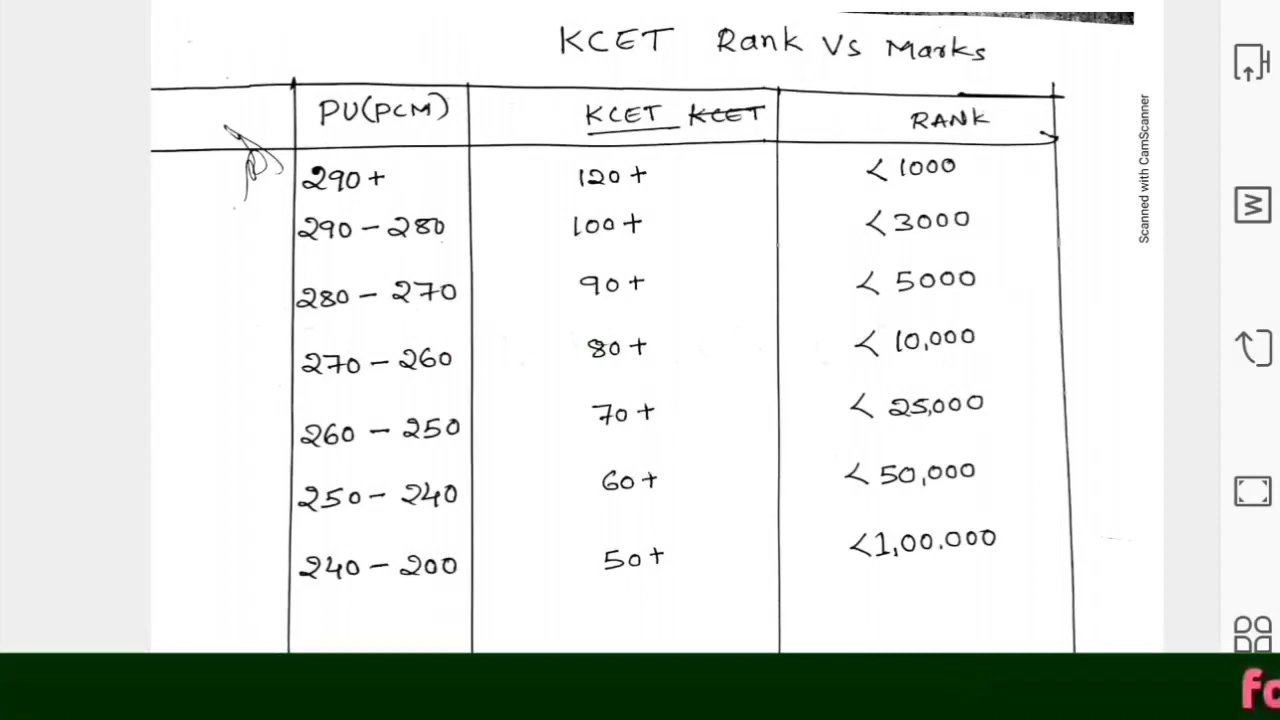 KCET Rank Vs Marks
PU(PCM) KCET KCET RANK
290+ 120+ <1000
290-280 100+ <3000
280-270 90+ <5000
270-260 80+ <10,000
260-250 70+ <25,000
250-240 60+ <50,000
240-200 50+ <1,00.000
Scanned with CamScanner
W
fo